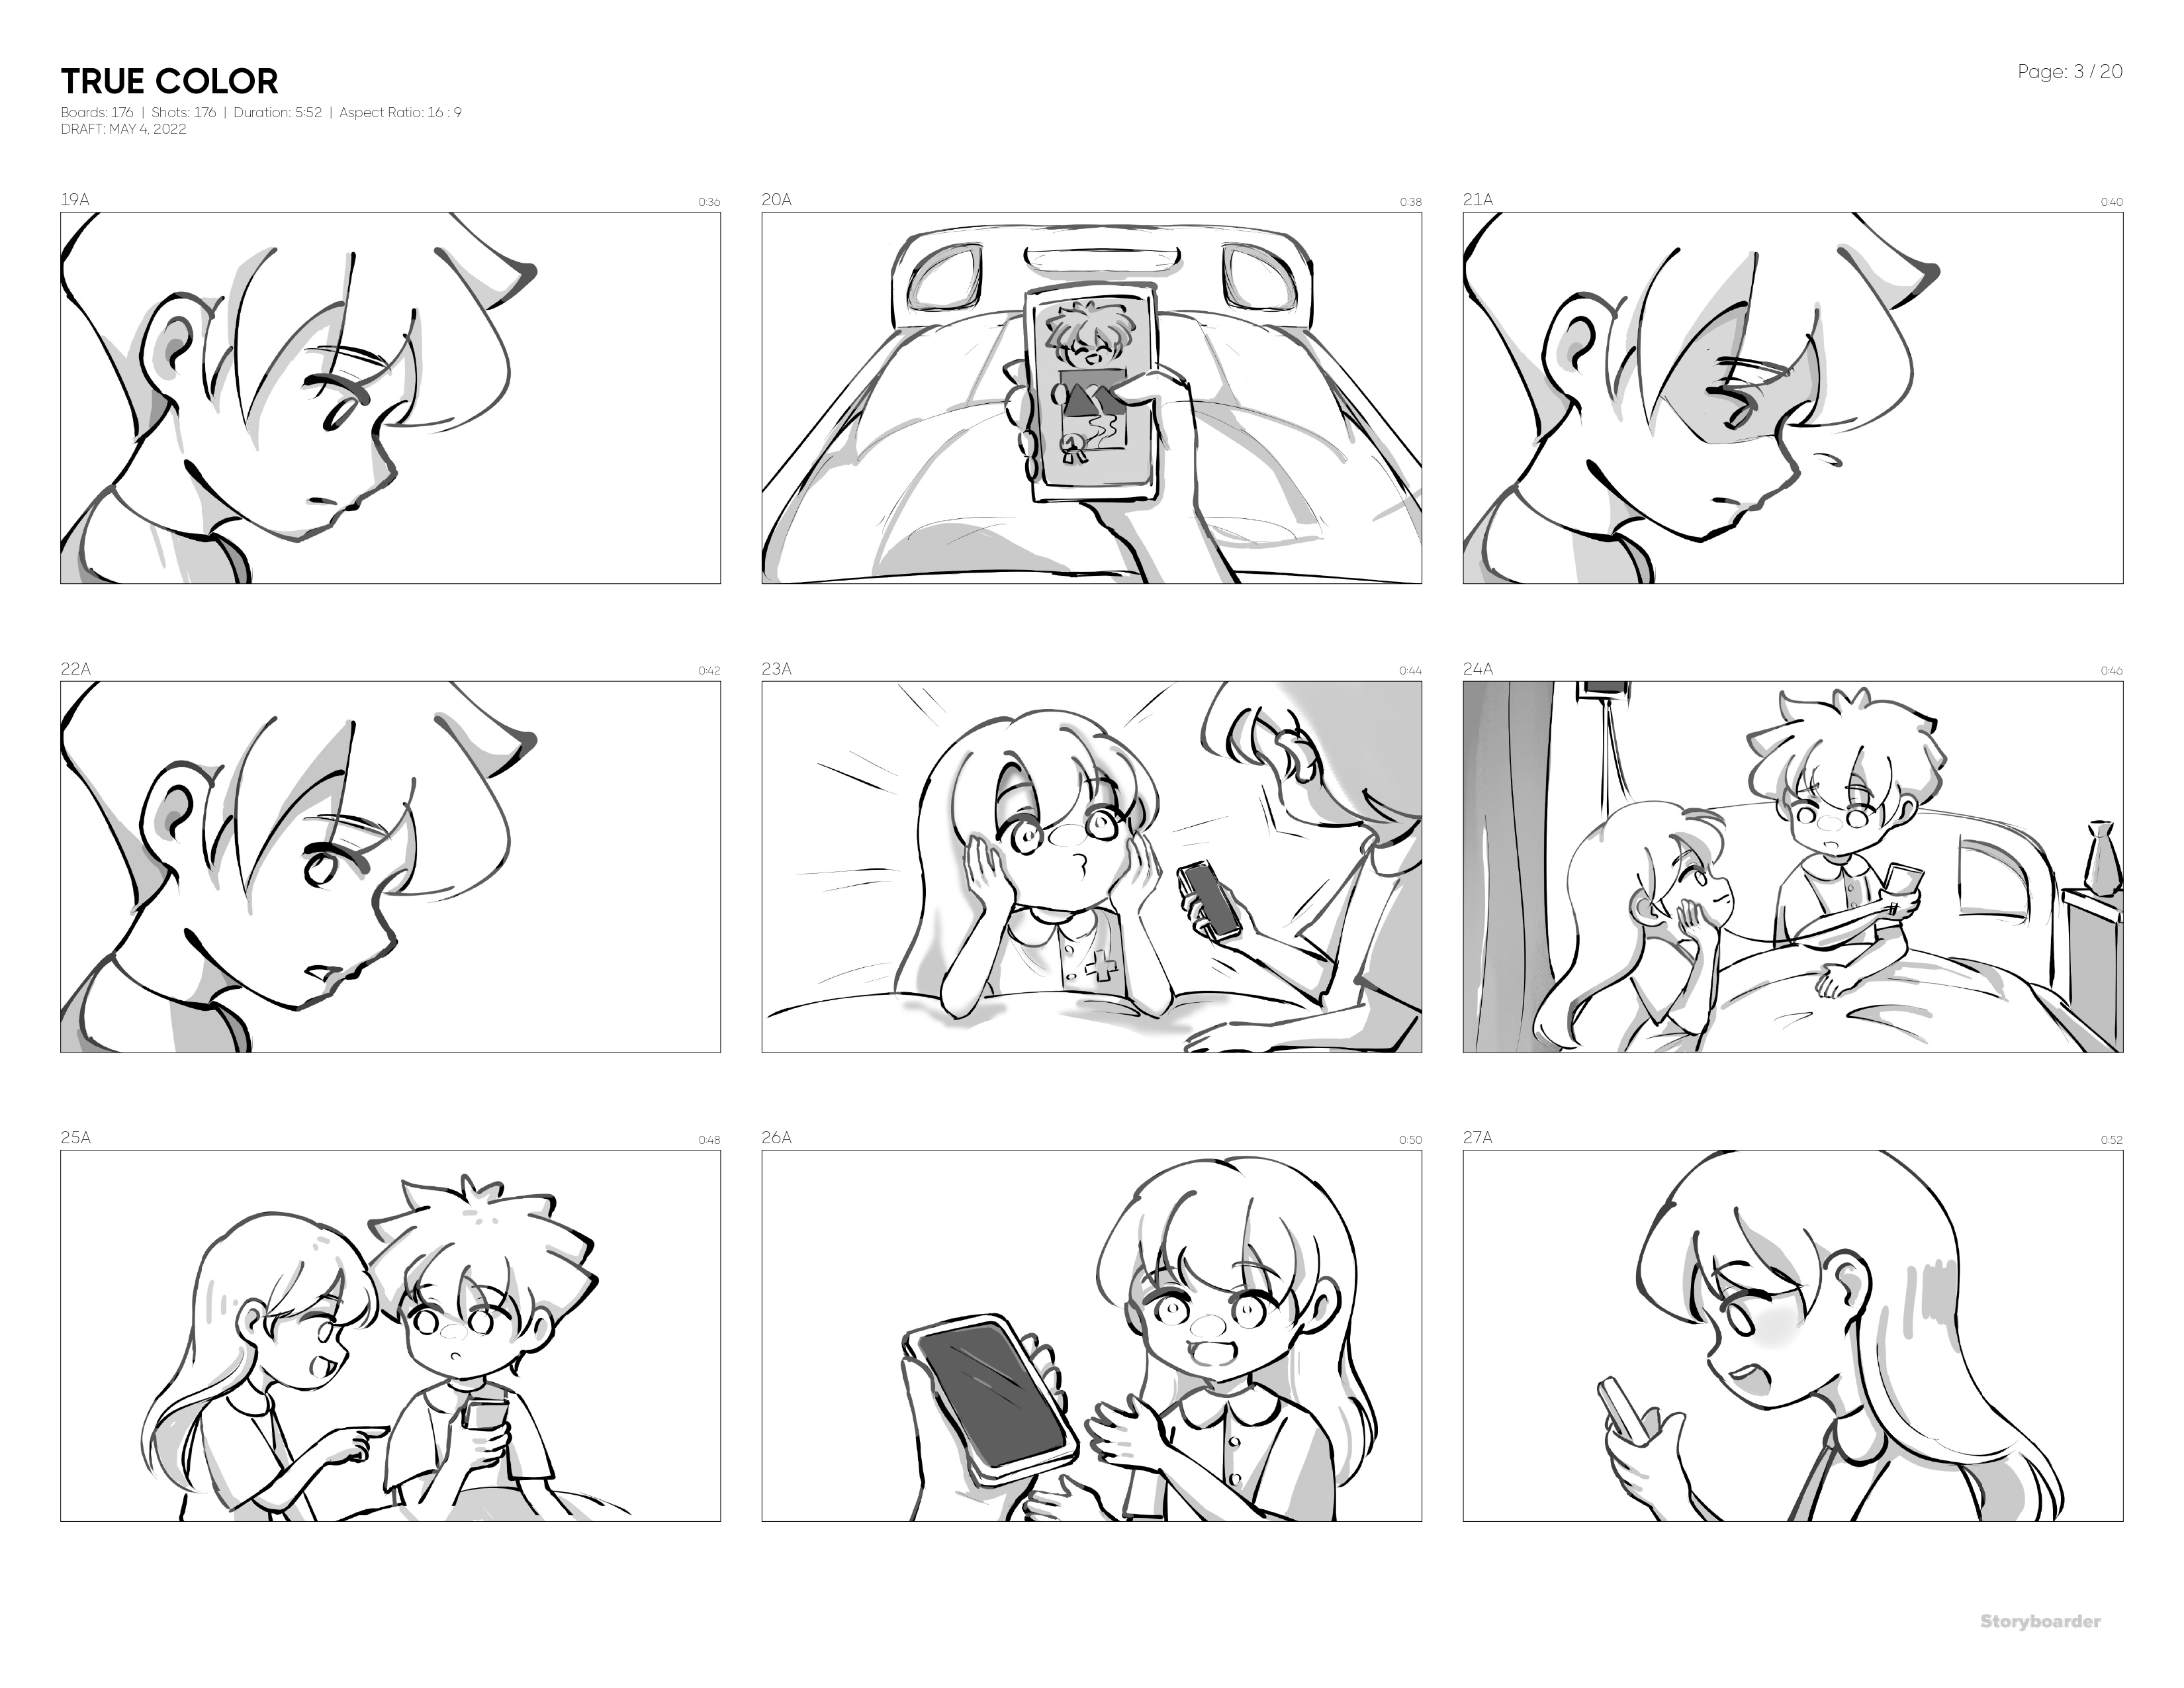 TRUE COLOR
Page: 3 / 20
Boards: 176 | Shots: 176 | Duration: 5:52 | Aspect Ratio: 16 : 9
DRAFT: MAY 4, 2022
19A 0:36
20A 0:38
21A 0:40
1
22A 0:42
23A 0:44
24A 0:46
25A 0:48
26A 0:50
27A 0:52
Storyboarder